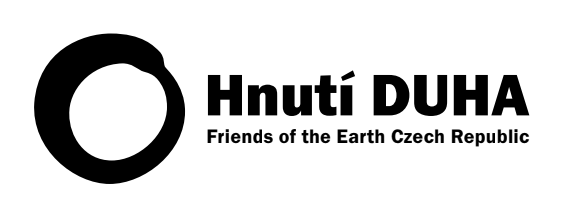 Hnutí DUHA
Friends of the Earth Czech Republic